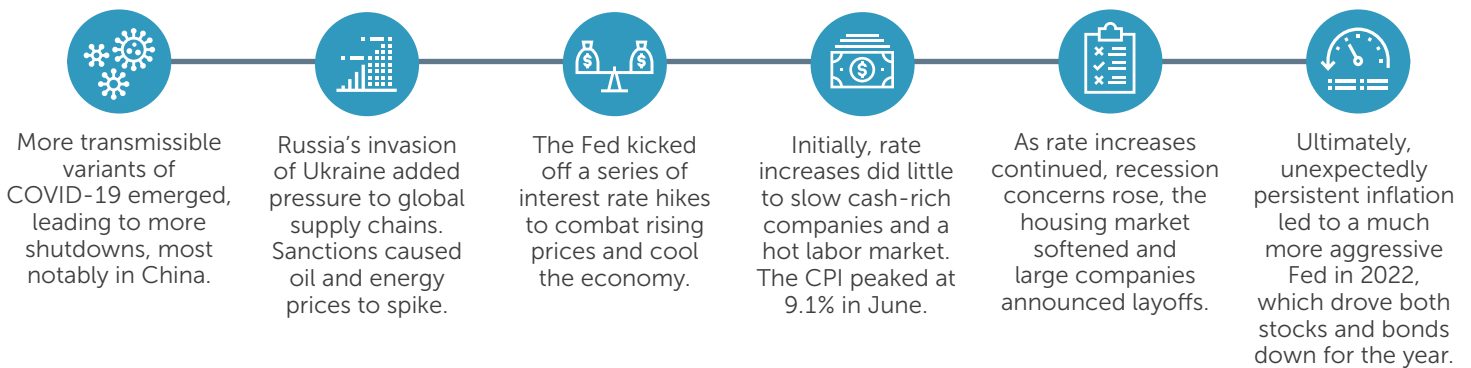 More transmissible
variants of
COVID-19 emerged,
leading to more
shutdowns, most
notably in China.
Russia’s invasion
of Ukraine added
pressure to global
supply chains.
Sanctions caused
oil and energy
prices to spike.
The Fed kicked
off a series of
interest rate hikes
to combat rising
prices and cool
the economy.
Initially, rate
increases did little
to slow cash-rich
companies and a
hot labor market.
The CPI peaked at
9.1% in June.
As rate increases
continued, recession
concerns rose, the
housing market
softened and
large companies
announced layoffs.
Ultimately,
unexpectedly
persistent inflation
led to a much
more aggressive
Fed in 2022,
which drove both
stocks and bonds
down for the year.